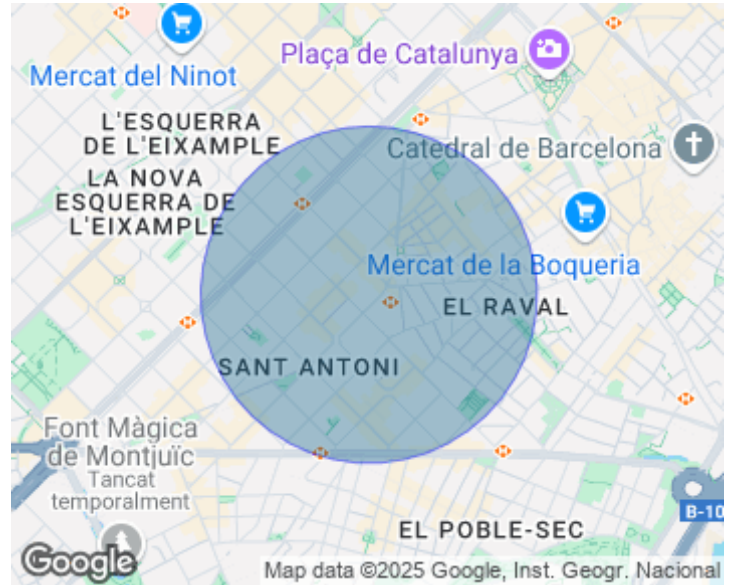 Plaça de Catalunya
Mercat del Ninot
L'ESQUERRA
DE L'EIXAMPLE
Catedral de Barcelona
LA NOVA
ESQUERRA DE
L'EIXAMPLE
Mercat de la Boqueria
EL RAVAL
SANT ANTONI
Font Màgica
de Montjuïc
Tancat
temporalment
B-10
EL POBLE-SEC
Google
Map data ©2025 Google, Inst. Geogr. Nacional